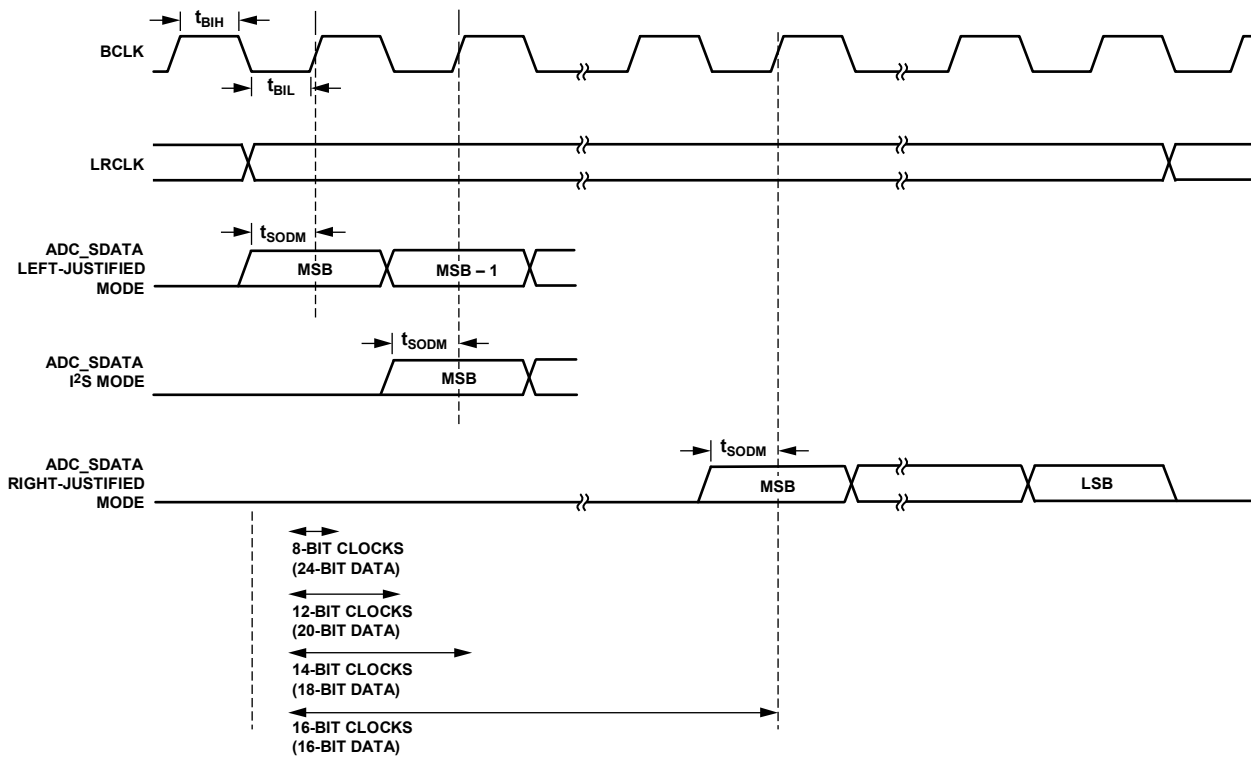 tBIH
BCLK
tBIL
LRCLK
tSODM
ADC_SDATA
LEFT-JUSTIFIED
MODE
MSB
MSB – 1
tSODM
ADC_SDATA
I2S MODE
MSB
tSODM
ADC_SDATA
RIGHT-JUSTIFIED
MODE
MSB
LSB
8-BIT CLOCKS
(24-BIT DATA)
12-BIT CLOCKS
(20-BIT DATA)
14-BIT CLOCKS
(18-BIT DATA)
16-BIT CLOCKS
(16-BIT DATA)